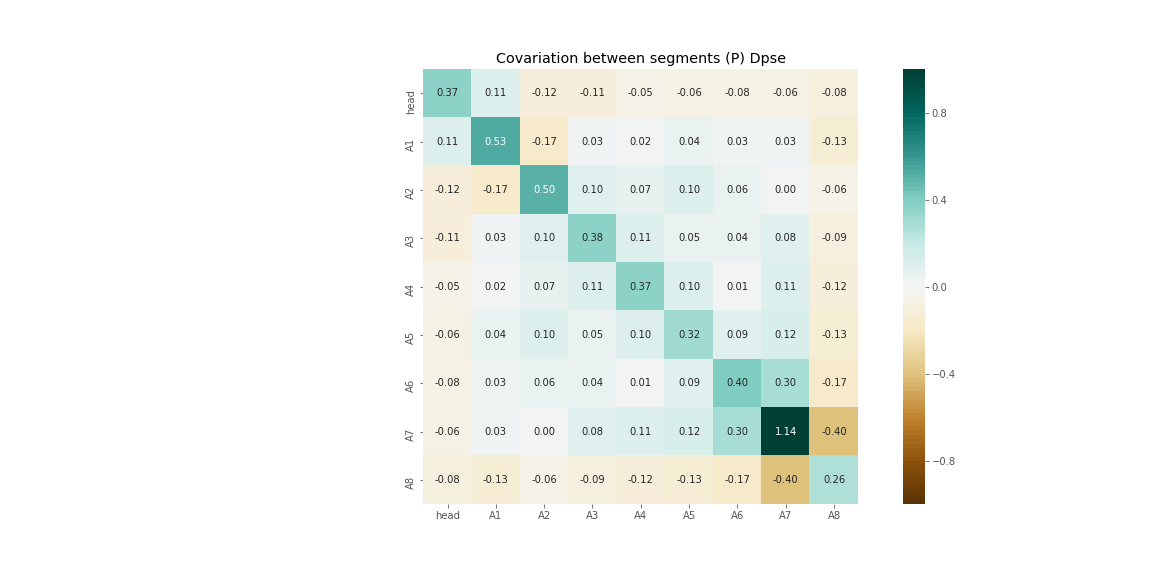 Covariation between segments (P) Dpse
head 0.37 0.11 -0.12 -0.11 -0.05 -0.06 -0.08 -0.06 -0.08
A1 0.11 0.53 -0.17 0.03 0.02 0.04 0.03 0.03 -0.13
A2 -0.12 -0.17 0.50 0.10 0.07 0.10 0.06 0.00 -0.06
A3 -0.11 0.03 0.10 0.38 0.11 0.05 0.04 0.08 -0.09
A4 -0.05 0.02 0.07 0.11 0.37 0.10 0.01 0.11 -0.12
A5 -0.06 0.04 0.10 0.05 0.10 0.32 0.09 0.12 -0.13
A6 -0.08 0.03 0.06 0.04 0.01 0.09 0.40 0.30 -0.17
A7 -0.06 0.03 0.00 0.08 0.11 0.12 0.30 1.14 -0.40
A8 -0.08 -0.13 -0.06 -0.09 -0.12 -0.13 -0.17 -0.40 0.26
head A1 A2 A3 A4 A5 A6 A7 A8
0.8
0.4
0.0
−0.4
−0.8